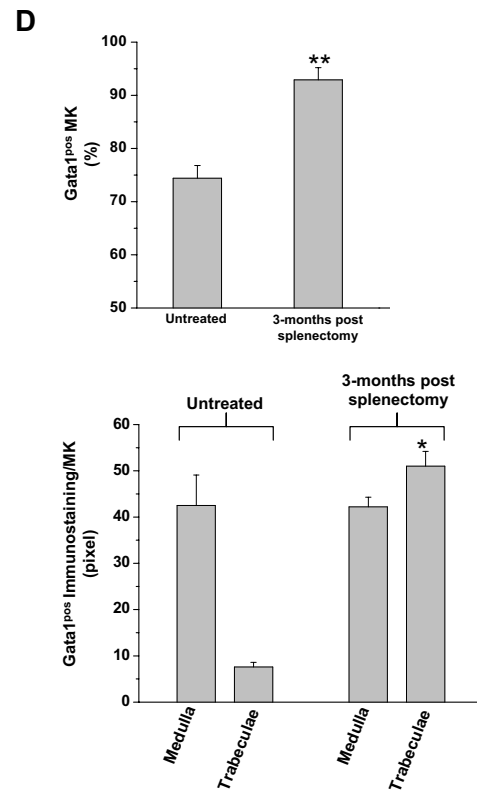 D
Gata1pos MK
(%)
100
90
80
70
60
50
**
Untreated
3-months post
splenectomy
3-months post
splenectomy
Untreated
Gata1pos Immunostaining/MK
(pixel)
60
50
40
30
20
10
0
*
Medulla
Trabeculae
Medulla
Trabeculae